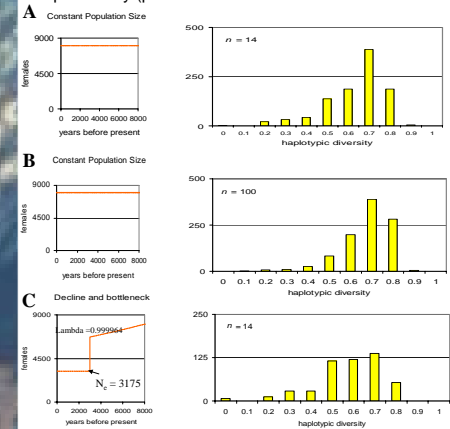 A
Constant Population Size
9000
4500
0
females
0 2000 4000 6000 8000
years before present
500
250
0
n = 14
0 0.1 0.2 0.3 0.4 0.5 0.6 0.7 0.8 0.9 1
haplotypic diversity
B
Constant Population Size
9000
4500
0
females
0 2000 4000 6000 8000
years before present
500
250
0
n = 100
0 0.1 0.2 0.3 0.4 0.5 0.6 0.7 0.8 0.9 1
haplotypic diversity
C
Decline and bottleneck
9000
4500
0
females
Lambda =0.999964
Ne = 3175
0 2000 4000 6000 8000
years before present
250
125
0
n = 14
0 0.1 0.2 0.3 0.4 0.5 0.6 0.7 0.8 0.9 1
haplotypic diversity